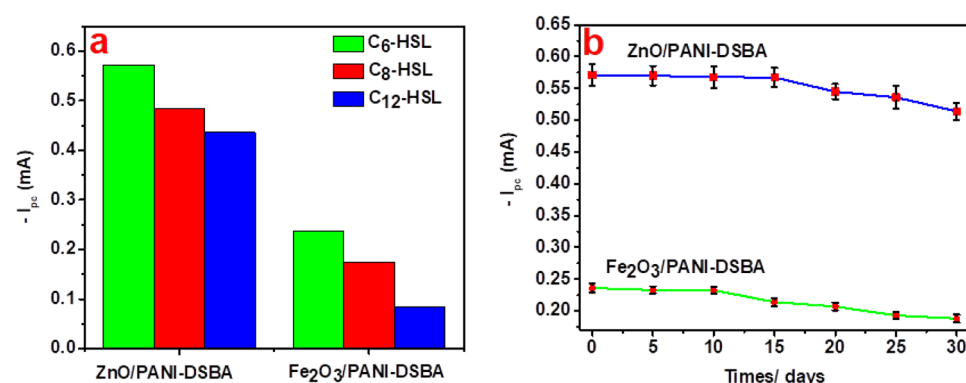 a
C6-HSL
C8-HSL
C12-HSL
0.6
0.5
0.4
0.3
0.2
0.1
0.0
- Ipc (mA)
ZnO/PANI-DSBA
Fe2O3/PANI-DSBA
b
ZnO/PANI-DSBA
Fe2O3/PANI-DSBA
0.65
0.60
0.55
0.50
0.45
0.40
0.35
0.30
0.25
0.20
- Ipc (mA)
0 5 10 15 20 25 30
Times/ days